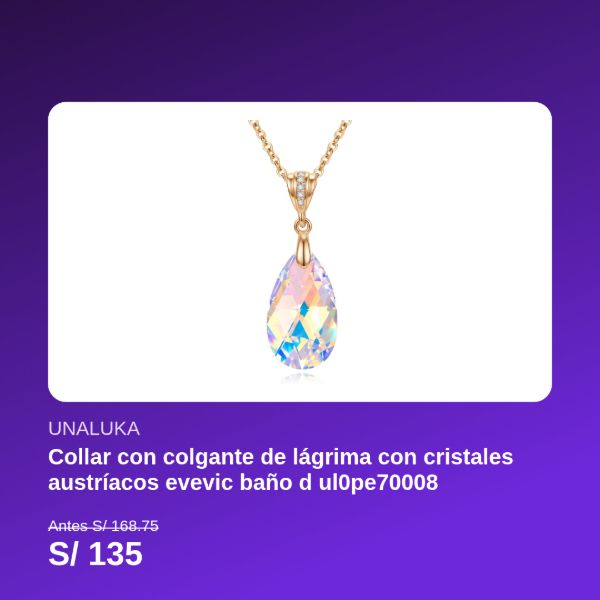 UNALUKA
Collar con colgante de lágrima con cristales
austríacos evevic baño d ul0pe70008
Antes S/ 168.75
S/ 135